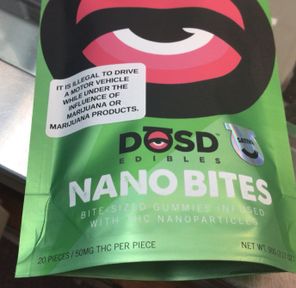 IT IS ILLEGAL TO DRIVE
A MOTOR VEHICLE
WHILE UNDER THE
INFLUENCE OF
MARIJUANA OR
MARIJUANA PRODUCTS.
DOSD
EDIBLES
SATIVA
NANO BITES
BITE-SIZED GUMMIES INFUSED
WITH THC NANOPARTICLES
20 PIECES / 50MG THC PER PIECE
NET WT.